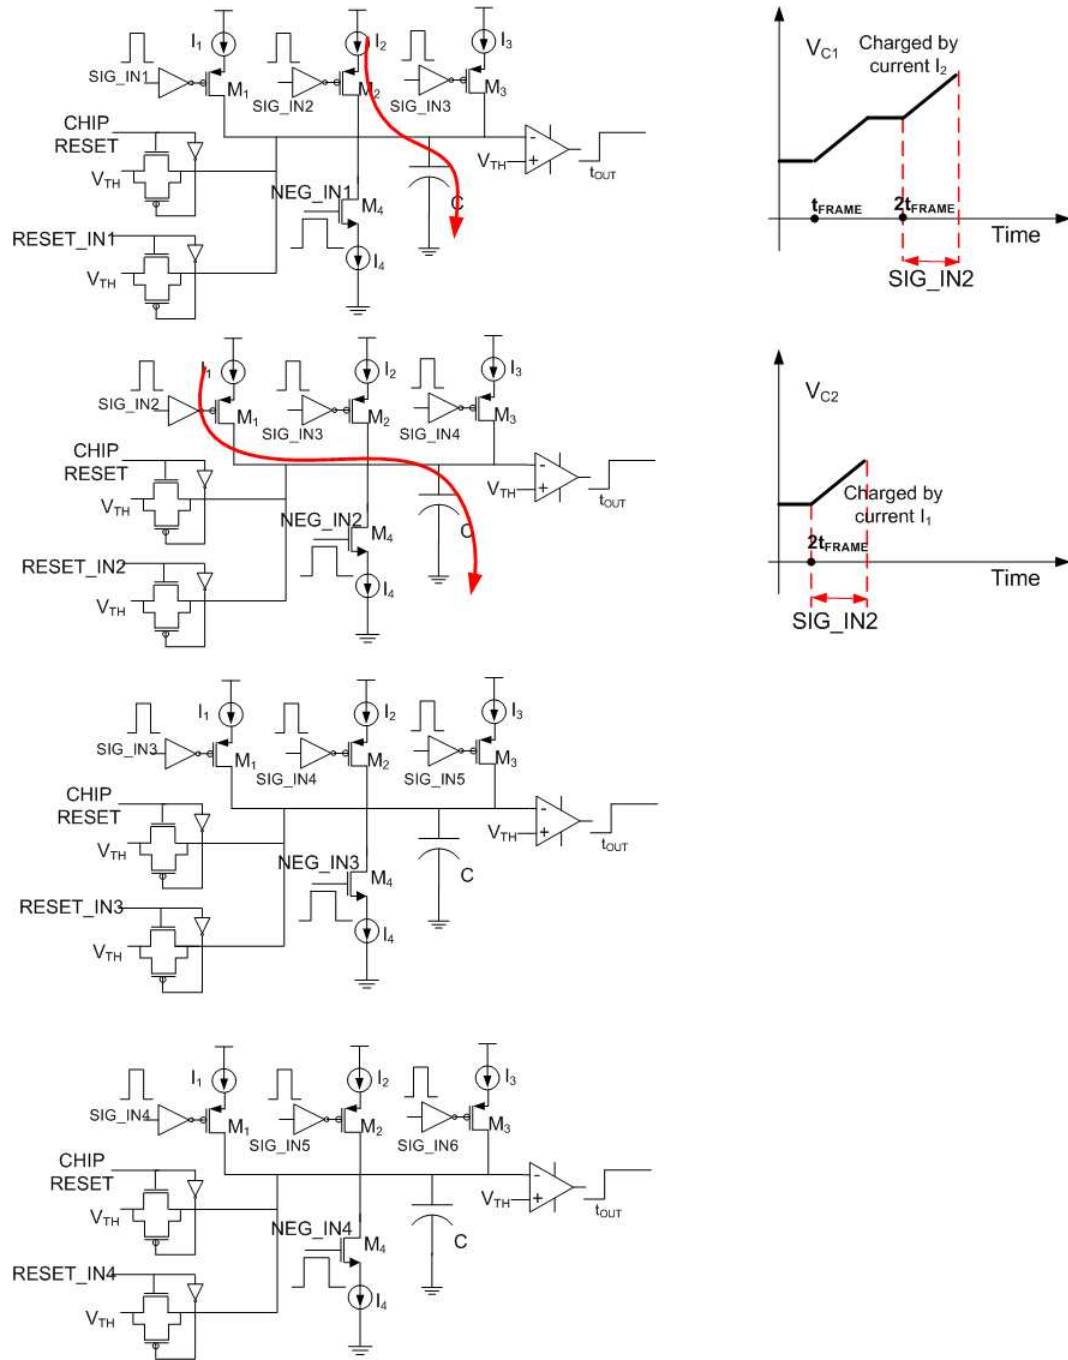 I1
I2
I3
SIG_IN1
SIG_IN2
SIG_IN3
M1
M2
M3
CHIP
RESET
VTH
VTH
tOUT
NEG_IN1
M4
C
RESET_IN1
VTH
I4
VC1
Charged by
current I2
tFRAME
2tFRAME
Time
SIG_IN2
I1
I2
I3
SIG_IN2
SIG_IN3
SIG_IN4
M1
M2
M3
CHIP
RESET
VTH
VTH
tOUT
NEG_IN2
M4
C
RESET_IN2
VTH
I4
VC2
Charged by
current I1
2tFRAME
Time
SIG_IN2
I1
I2
I3
SIG_IN3
SIG_IN4
SIG_IN5
M1
M2
M3
CHIP
RESET
VTH
VTH
tOUT
NEG_IN3
M4
C
RESET_IN3
VTH
I4
I1
I2
I3
SIG_IN4
SIG_IN5
SIG_IN6
M1
M2
M3
CHIP
RESET
VTH
VTH
tOUT
NEG_IN4
M4
C
RESET_IN4
VTH
I4